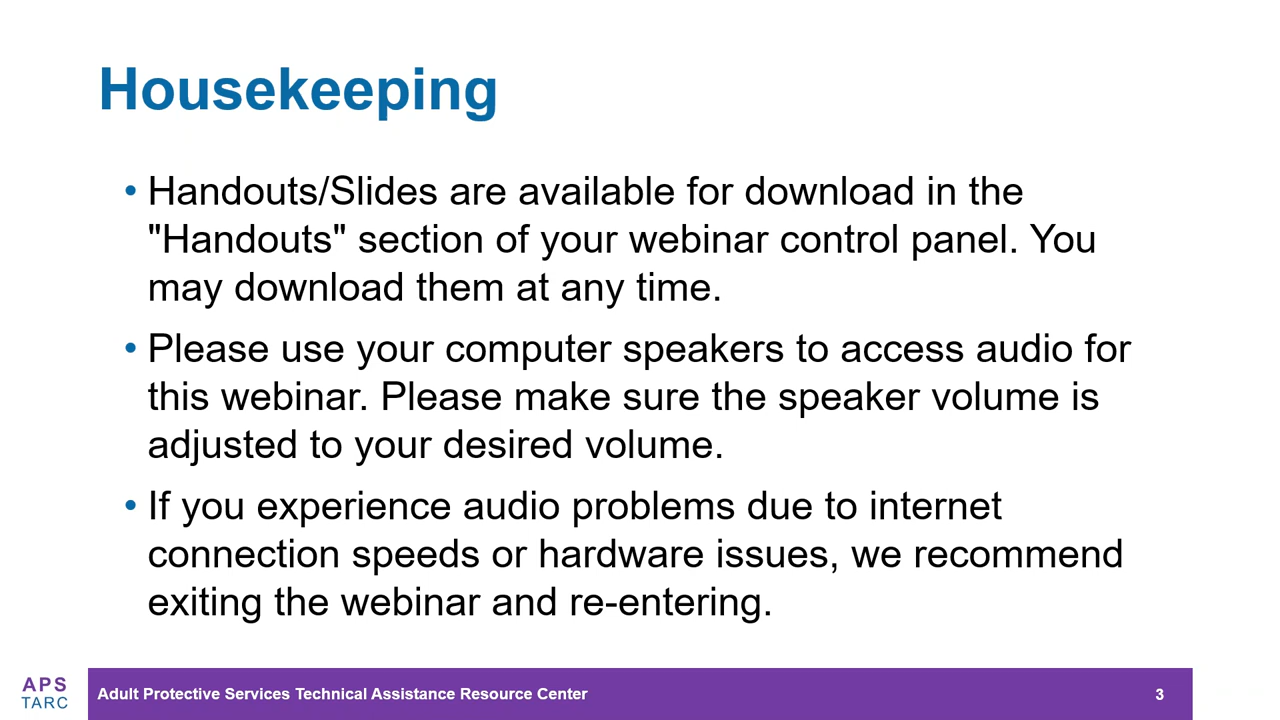 Housekeeping
• Handouts/Slides are available for download in the
"Handouts" section of your webinar control panel. You
may download them at any time.
• Please use your computer speakers to access audio for
this webinar. Please make sure the speaker volume is
adjusted to your desired volume.
• If you experience audio problems due to internet
connection speeds or hardware issues, we recommend
exiting the webinar and re-entering.
APS
TARC
Adult Protective Services Technical Assistance Resource Center
3